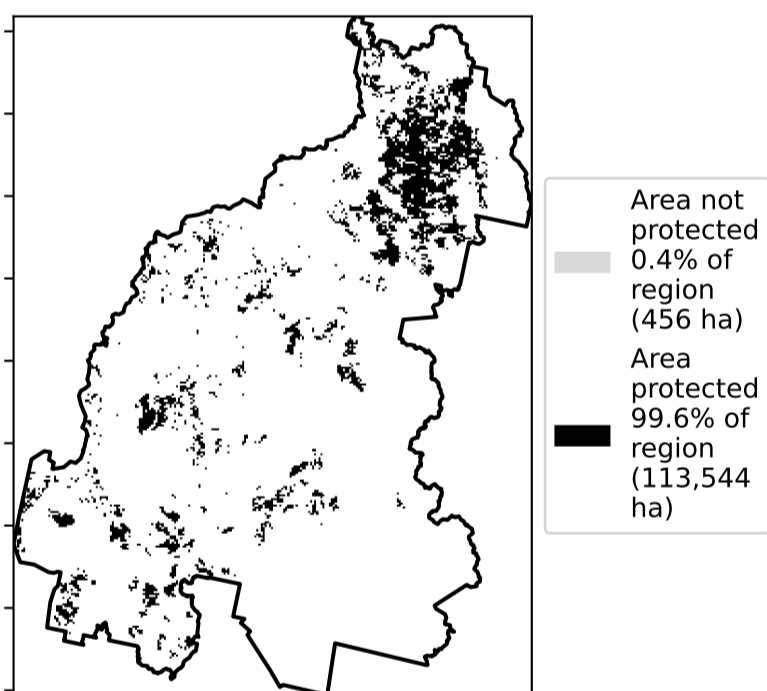 Area not
protected
0.4% of
region
(456 ha)
Area
protected
99.6% of
region
(113,544
ha)